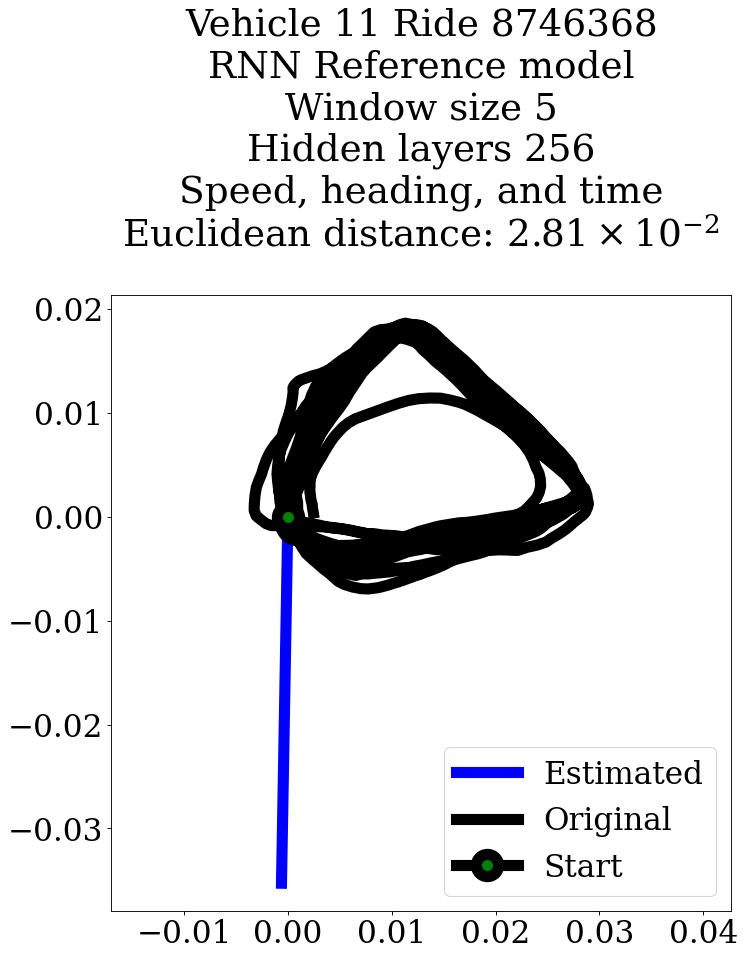 Vehicle 11 Ride 8746368
RNN Reference model
Window size 5
Hidden layers 256
Speed, heading, and time
Euclidean distance: 2.81 × 10⁻²
0.02
0.01
0.00
−0.01
−0.02
−0.03
Estimated
Original
Start
−0.01 0.00 0.01 0.02 0.03 0.04